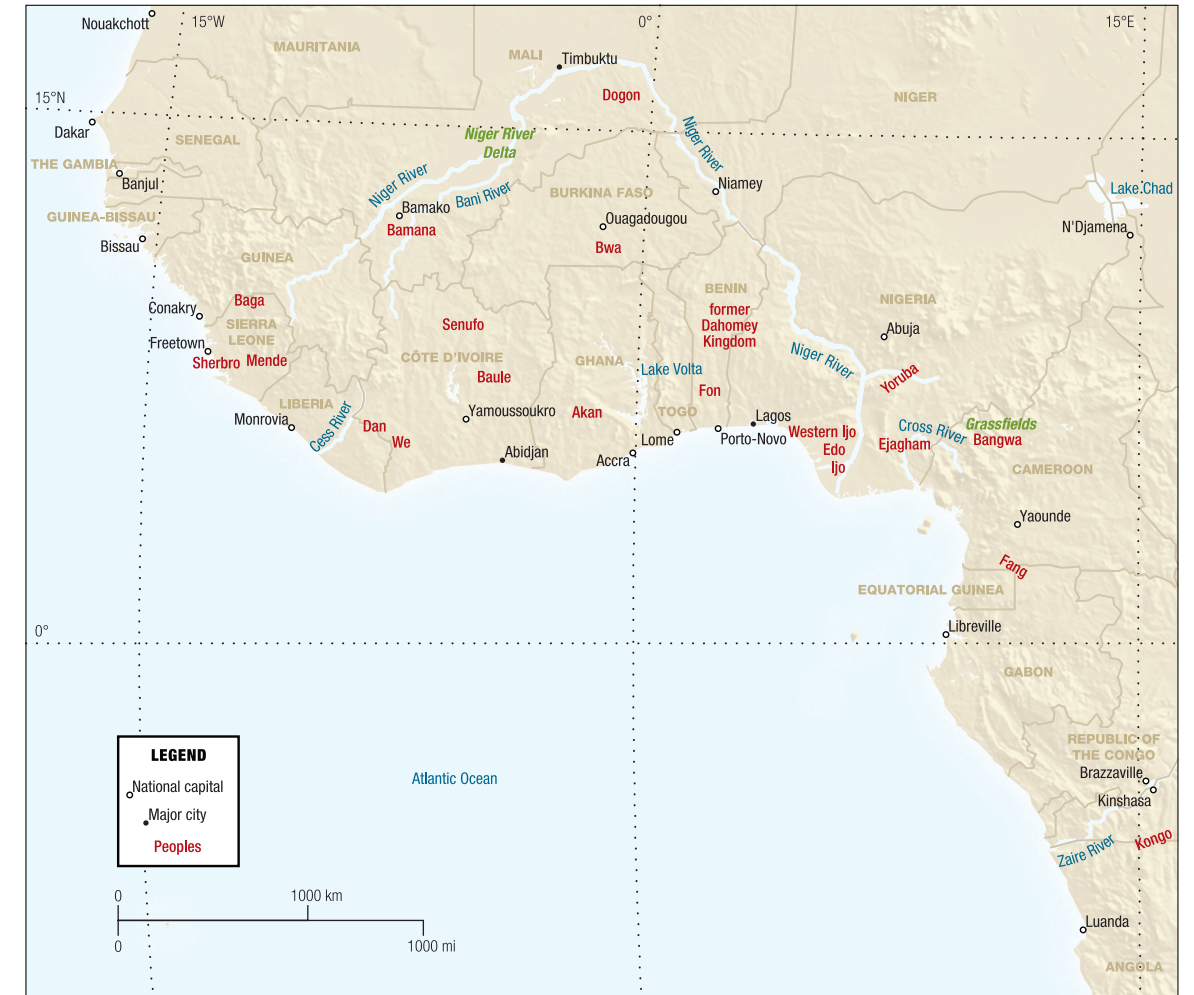 Nouakchott
15°W
0°
15°E
MAURITANIA
MALI
Timbuktu
Dogon
NIGER
15°N
Dakar
SENEGAL
Niger River
Delta
Niger River
THE GAMBIA
Banjul
Niger River
Bani River
BURKINA FASO
Niamey
Lake Chad
GUINEA-BISSAU
Bamako
Bamana
Ouagadougou
N'Djamena
Bissau
GUINEA
Bwa
Baga
BENIN
NIGERIA
Conakry
SIERRA
LEONE
Senufo
former
Dahomey
Kingdom
Abuja
Freetown
Sherbro
Mende
CÔTE D'IVOIRE
GHANA
Lake Volta
Niger River
Yoruba
Baule
Fon
LIBERIA
Cess River
Yamoussoukro
Akan
TOGO
Lagos
Monrovia
Dan
We
Lome
Porto-Novo
Western Ijo
Edo
Ijo
Ejagham
Cross River
Grassfields
Bangwa
Abidjan
Accra
CAMEROON
Yaounde
Fang
EQUATORIAL GUINEA
0°
Libreville
GABON
LEGEND
National capital
Major city
Peoples
Atlantic Ocean
REPUBLIC OF
THE CONGO
Brazzaville
Kinshasa
Zaire River
Kongo
0
1000 km
0
1000 mi
Luanda
ANGOLA